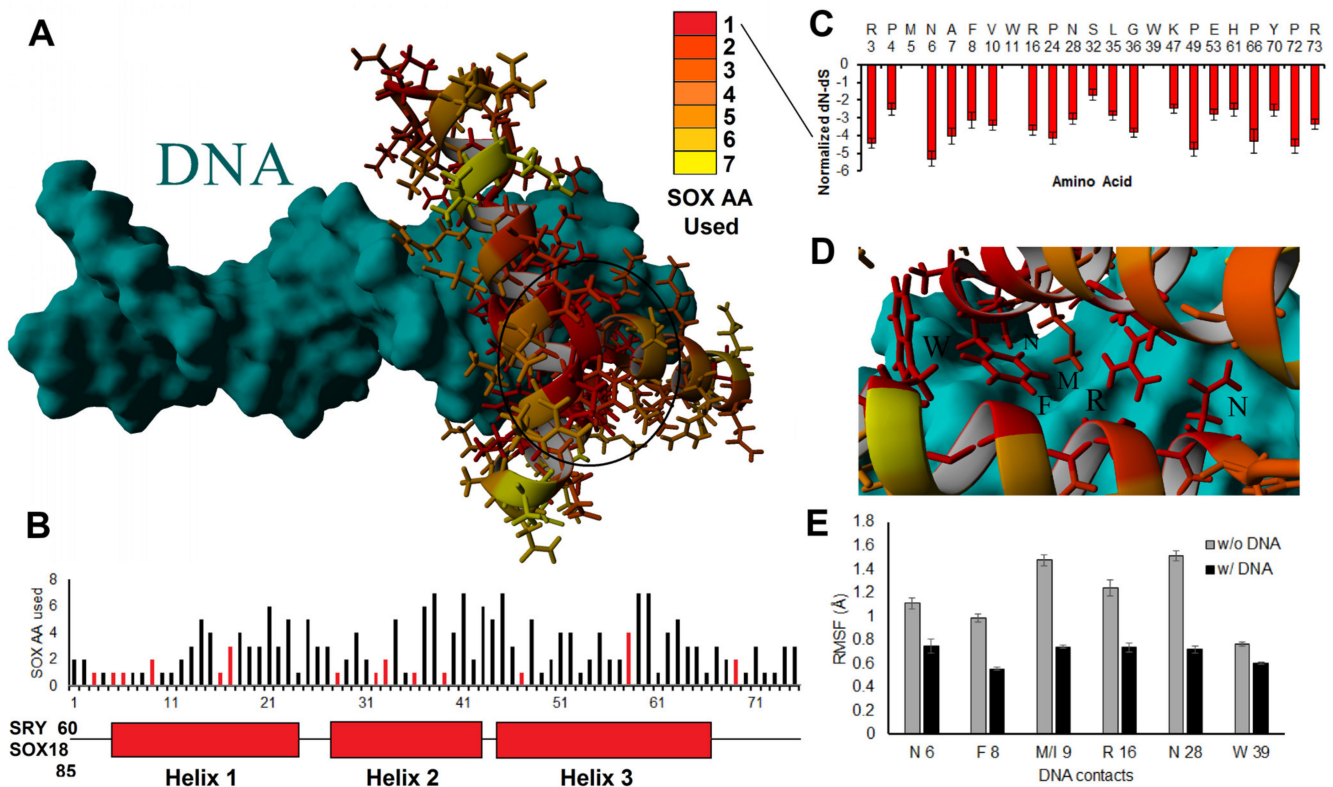 A
DNA
1
2
3
4
5
6
7
SOX AA
Used
C
R P M N A F V W R P N S L G W K P E H P Y P R
3 4 5 6 7 8 10 11 16 24 28 32 35 36 39 47 49 53 61 66 70 72 73
0
-1
-2
-3
-4
-5
-6
Normalized dN-dS
Amino Acid
D
W
N
M
F
R
N
B
SOX AA used
8
6
4
2
0
1 11 21 31 41 51 61 71
SRY 60
SOX18
85
Helix 1 Helix 2 Helix 3
E
RMSF (Å)
1.8
1.6
1.4
1.2
1
0.8
0.6
0.4
0.2
0
w/o DNA
w/ DNA
N 6 F 8 M/I 9 R 16 N 28 W 39
DNA contacts